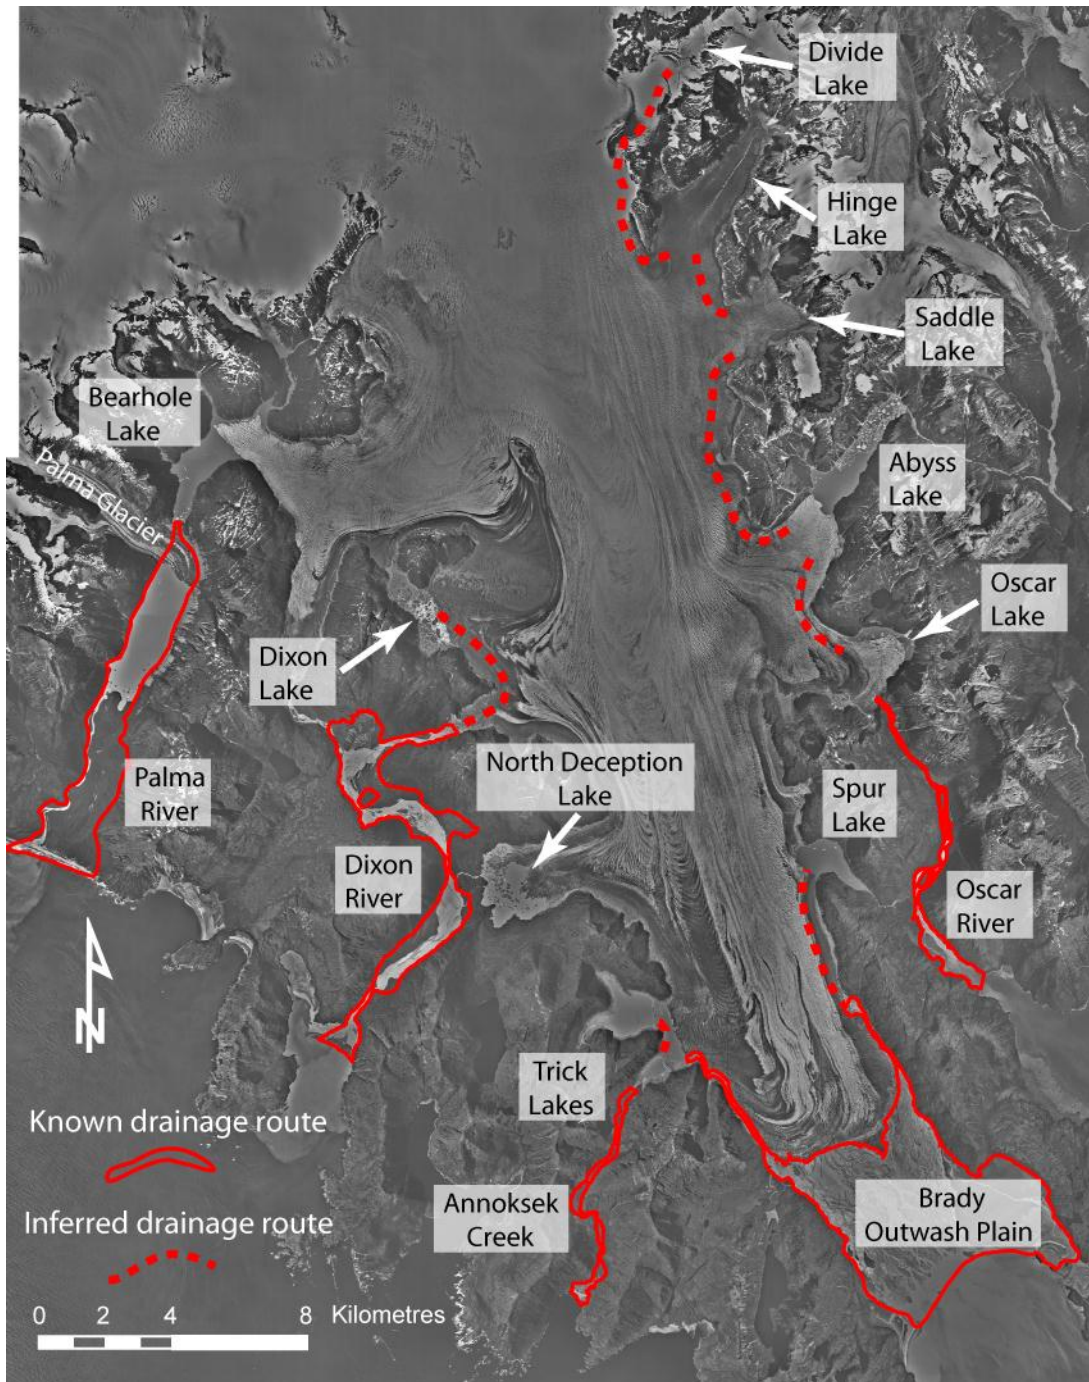 Divide
Lake
Hinge
Lake
Saddle
Lake
Bearhole
Lake
Palma Glacier
Abyss
Lake
Oscar
Lake
Dixon
Lake
North Deception
Lake
Palma
River
Spur
Lake
Dixon
River
Oscar
River
N
Trick
Lakes
Known drainage route
Annoksek
Creek
Brady
Outwash Plain
Inferred drainage route
0 2 4 8 Kilometres